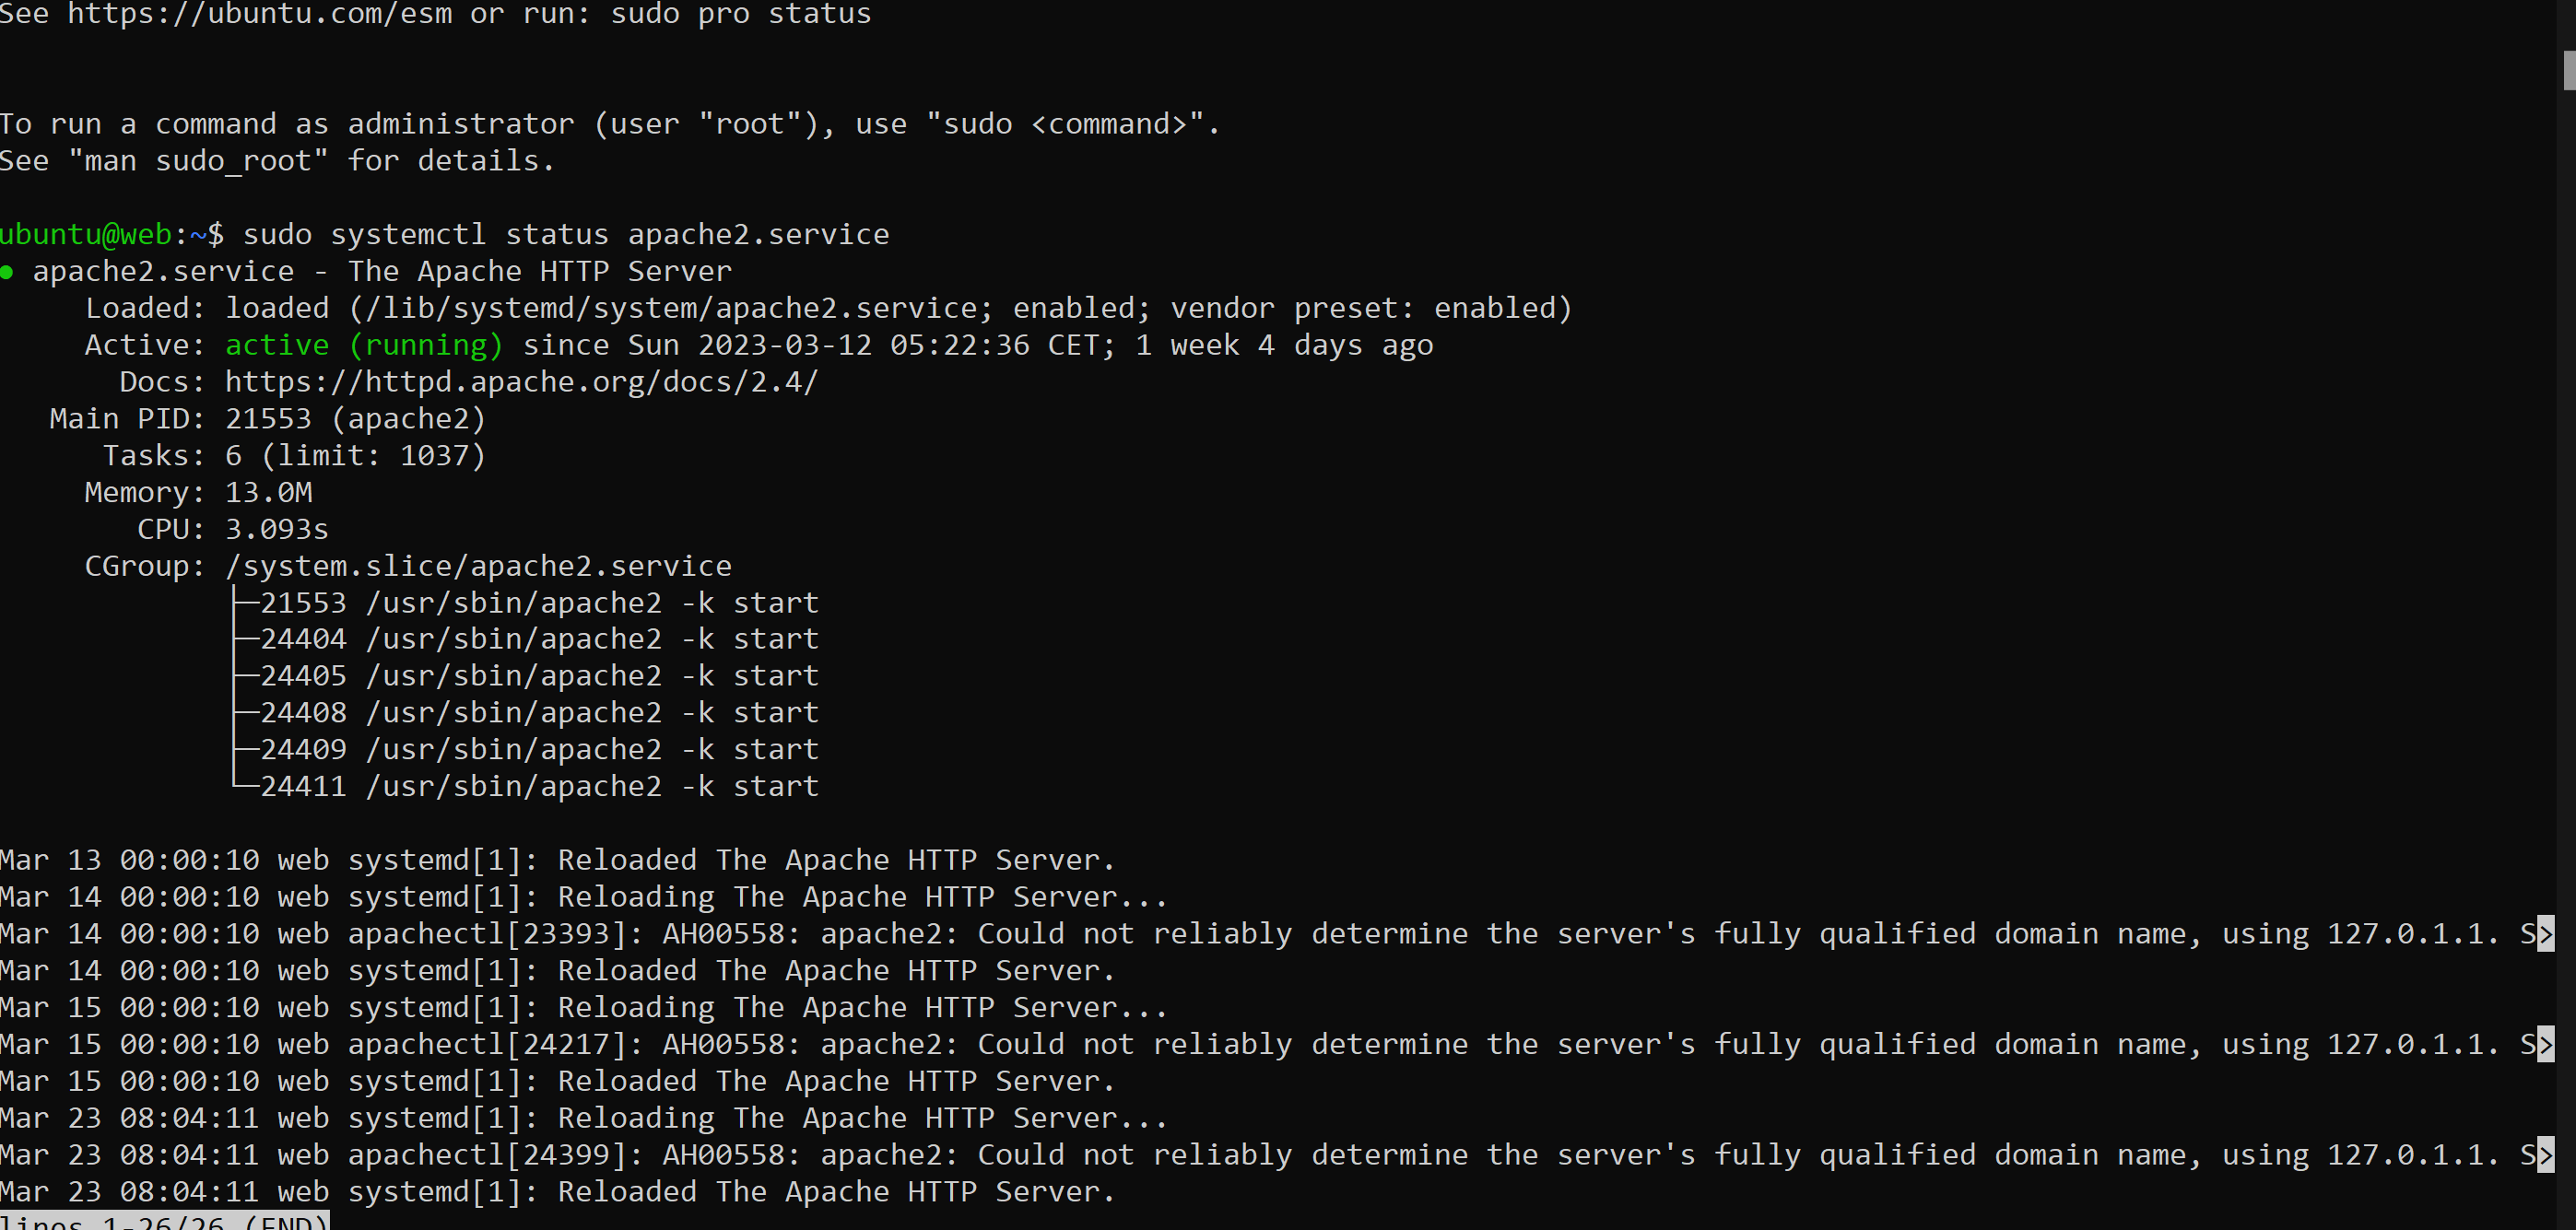 See https://ubuntu.com/esm or run: sudo pro status
To run a command as administrator (user "root"), use "sudo <command>".
See "man sudo_root" for details.
ubuntu@web:~$ sudo systemctl status apache2.service
● apache2.service - The Apache HTTP Server
Loaded: loaded (/lib/systemd/system/apache2.service; enabled; vendor preset: enabled)
Active: active (running) since Sun 2023-03-12 05:22:36 CET; 1 week 4 days ago
Docs: https://httpd.apache.org/docs/2.4/
Main PID: 21553 (apache2)
Tasks: 6 (limit: 1037)
Memory: 13.0M
CPU: 3.093s
CGroup: /system.slice/apache2.service
├─21553 /usr/sbin/apache2 -k start
├─24404 /usr/sbin/apache2 -k start
├─24405 /usr/sbin/apache2 -k start
├─24408 /usr/sbin/apache2 -k start
├─24409 /usr/sbin/apache2 -k start
└─24411 /usr/sbin/apache2 -k start
Mar 13 00:00:10 web systemd[1]: Reloaded The Apache HTTP Server.
Mar 14 00:00:10 web systemd[1]: Reloading The Apache HTTP Server...
Mar 14 00:00:10 web apachectl[23393]: AH00558: apache2: Could not reliably determine the server's fully qualified domain name, using 127.0.1.1. S>
Mar 14 00:00:10 web systemd[1]: Reloaded The Apache HTTP Server.
Mar 15 00:00:10 web systemd[1]: Reloading The Apache HTTP Server...
Mar 15 00:00:10 web apachectl[24217]: AH00558: apache2: Could not reliably determine the server's fully qualified domain name, using 127.0.1.1. S>
Mar 15 00:00:10 web systemd[1]: Reloaded The Apache HTTP Server.
Mar 23 08:04:11 web systemd[1]: Reloading The Apache HTTP Server...
Mar 23 08:04:11 web apachectl[24399]: AH00558: apache2: Could not reliably determine the server's fully qualified domain name, using 127.0.1.1. S>
Mar 23 08:04:11 web systemd[1]: Reloaded The Apache HTTP Server.
lines 1-26/26 (END)